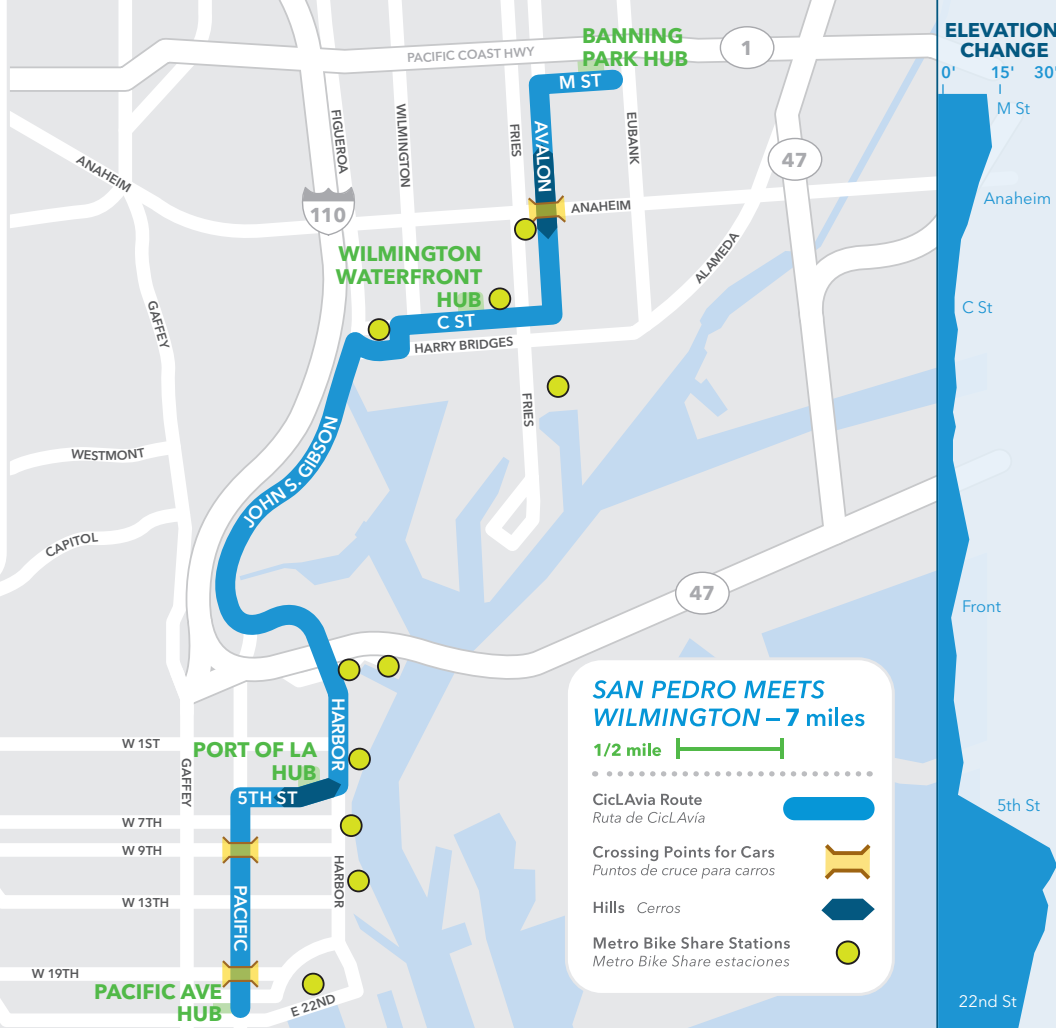 BANNING
PARK HUB
PACIFIC COAST HWY
1
M ST
FIGUEROA
WILMINGTON
FRIES
AVALON
EUBANK
47
ANAHEIM
110
ANAHEIM
WILMINGTON
WATERFRONT
HUB
ALAMEDA
GAFFEY
C ST
HARRY BRIDGES
FRIES
JOHN S. GIBSON
WESTMONT
CAPITOL
47
HARBOR
W 1ST
PORT OF LA
HUB
GAFFEY
5TH ST
W 7TH
W 9TH
HARBOR
W 13TH
PACIFIC
W 19TH
PACIFIC AVE
HUB
E 22ND
SAN PEDRO MEETS
WILMINGTON – 7 miles
1/2 mile
CicLAvia Route
Ruta de CicLAvía
Crossing Points for Cars
Puntos de cruce para carros
Hills Cerros
Metro Bike Share Stations
Metro Bike Share estaciones
ELEVATION
CHANGE
0' 15' 30'
M St
Anaheim
C St
Front
5th St
22nd St